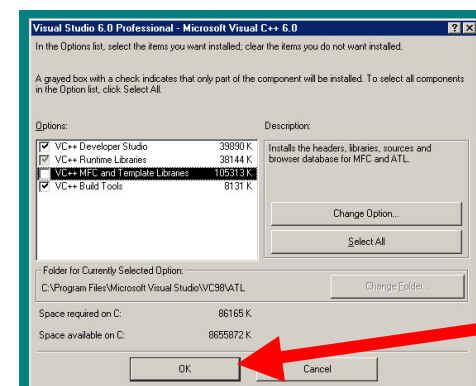 Visual Studio 6.0 Professional - Microsoft Visual C++ 6.0
In the Options list, select the items you want installed; clear the items you do not want installed.
A grayed box with a check indicates that only part of the component will be installed. To select all components
in the Option list, click Select All.
Options:
VC++ Developer Studio 39890 K
VC++ Runtime Libraries 38144 K
VC++ MFC and Template Libraries 105313 K
VC++ Build Tools 8131 K
Description:
Installs the headers, libraries, sources and
browser database for MFC and ATL.
Change Option...
Select All
Folder for Currently Selected Option:
C:\Program Files\Microsoft Visual Studio\VC98\ATL
Change Folder...
Space required on C: 86165 K
Space available on C: 8655872 K
OK
Cancel